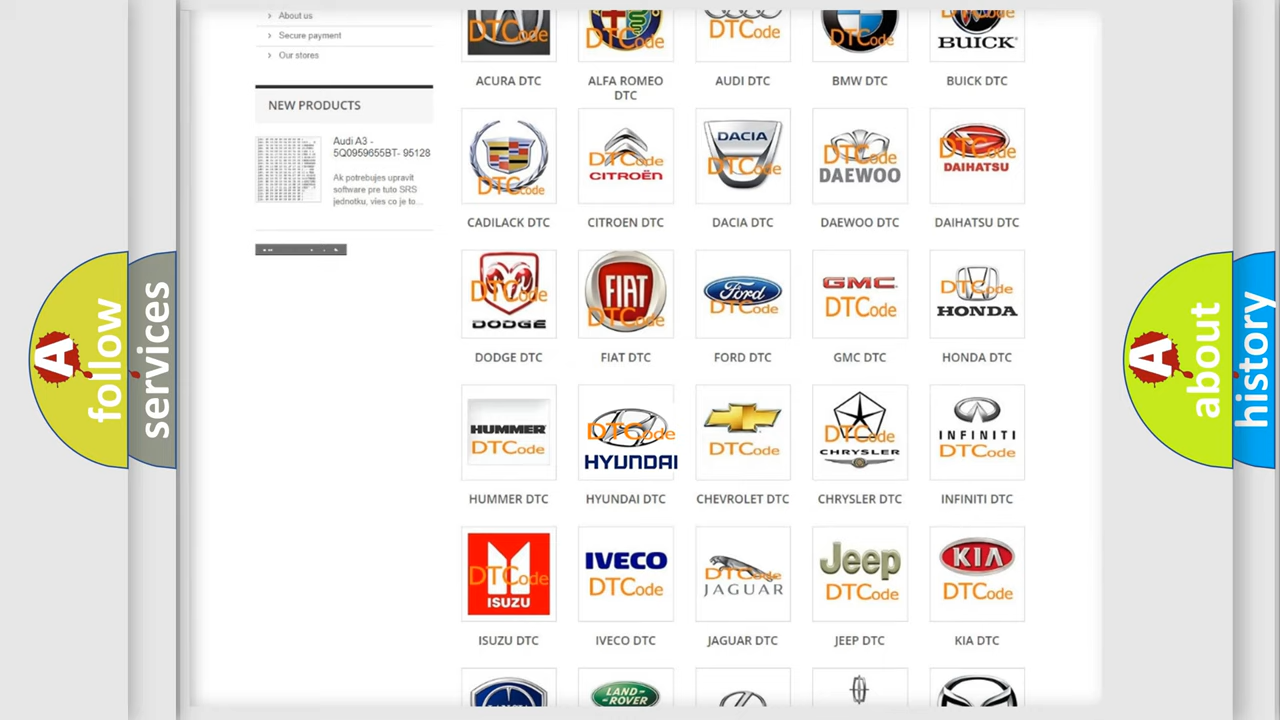 About us
Secure payment
Our stores
NEW PRODUCTS
Audi A3 -
5Q0959655BT- 95128
Ak potrebujes upravit
software pre tuto SRS
jednotku, vies co je to...
DTCode
DTCode
DTCode
DTCode
BUICK
ACURA DTC
ALFA ROMEO
DTC
AUDI DTC
BMW DTC
BUICK DTC
DTCode
DTCode
CITROËN
DACIA
DTCode
DTCode
DAEWOO
DTCode
DAIHATSU
CADILACK DTC
CITROEN DTC
DACIA DTC
DAEWOO DTC
DAIHATSU DTC
DTCode
DODGE
FIAT
DTCode
Ford
DTCode
GMC
DTCode
DTCode
HONDA
DODGE DTC
FIAT DTC
FORD DTC
GMC DTC
HONDA DTC
HUMMER
DTCode
DTCode
HYUNDAI
DTCode
DTCode
CHRYSLER
INFINITI
DTCode
HUMMER DTC
HYUNDAI DTC
CHEVROLET DTC
CHRYSLER DTC
INFINITI DTC
DTCode
ISUZU
IVECO
DTCode
DTCode
JAGUAR
Jeep
DTCode
KIA
DTCode
ISUZU DTC
IVECO DTC
JAGUAR DTC
JEEP DTC
KIA DTC
LAND-
ROVER
A
follow
services
A
about
history